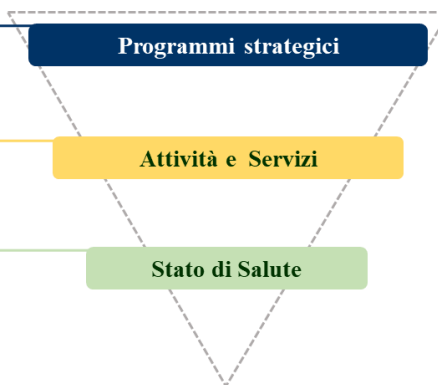 Programmi strategici
Attività e Servizi
Stato di Salute